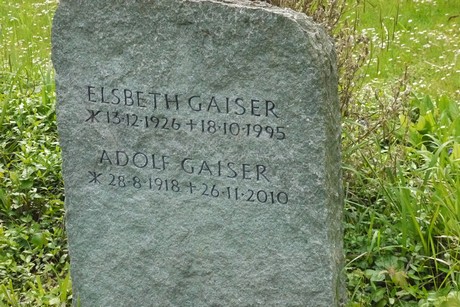 ELSBETH GAISER
* 13·12·1926 + 18·10·1995
ADOLF GAISER
* 28·8·1918 + 26·11·2010